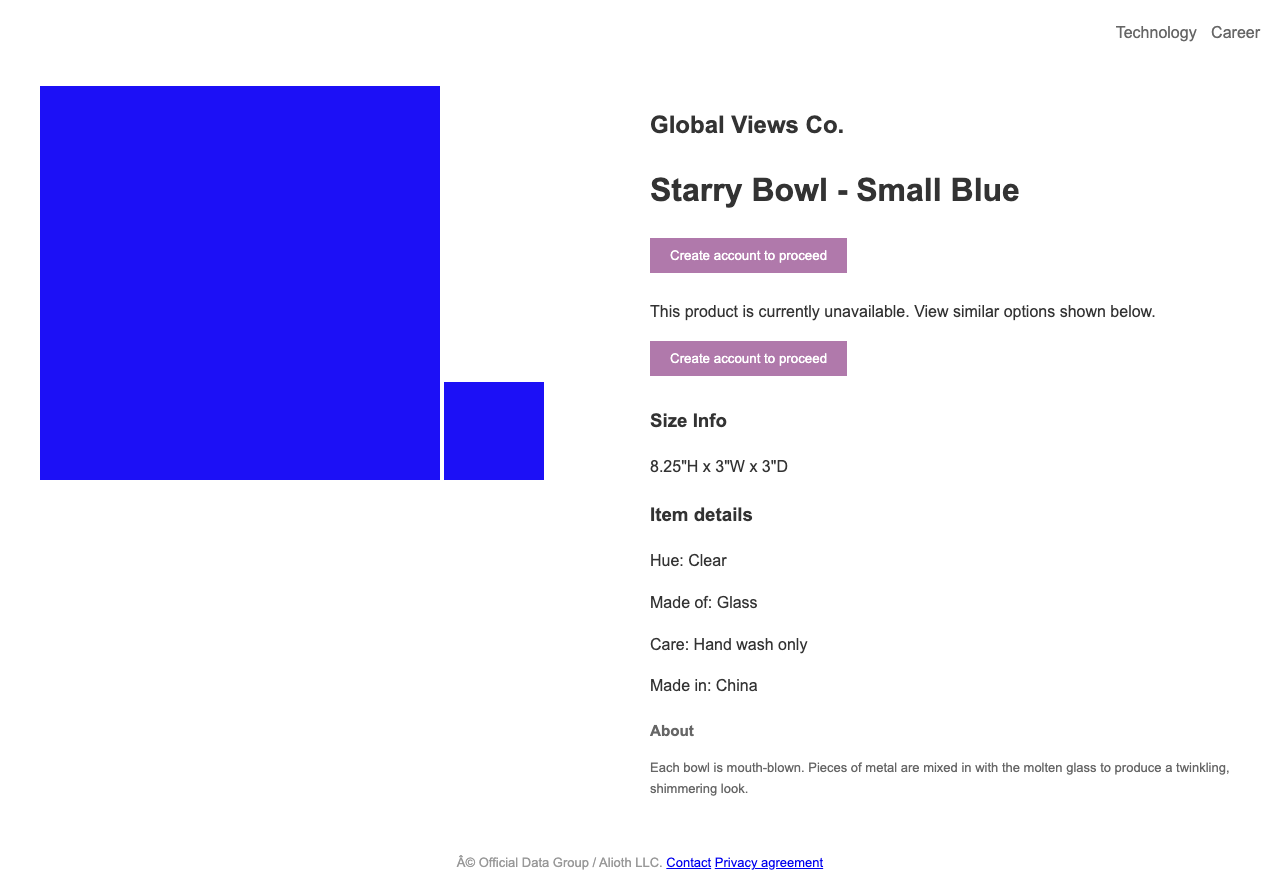 Technology Career
Global Views Co.
Starry Bowl - Small Blue
Create account to proceed
This product is currently unavailable. View similar options shown below.
Create account to proceed
Size Info
8.25"H x 3"W x 3"D
Item details
Hue: Clear
Made of: Glass
Care: Hand wash only
Made in: China
About
Each bowl is mouth-blown. Pieces of metal are mixed in with the molten glass to produce a twinkling,
shimmering look.
Â© Official Data Group / Alioth LLC. Contact Privacy agreement